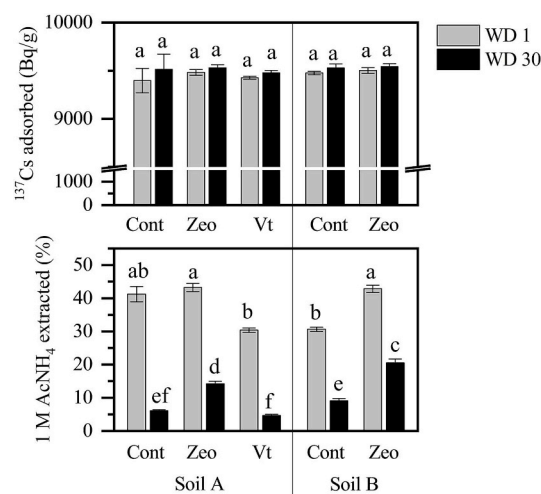 10000
9000
1000
0
¹³⁷Cs adsorbed (Bq/g)
a a a a a a a a a a
WD 1
WD 30
Cont Zeo Vt Cont Zeo
50
40
30
20
10
0
1 M AcNH₄ extracted (%)
ab ef a d b f b e a c
Cont Zeo Vt Cont Zeo
Soil A Soil B